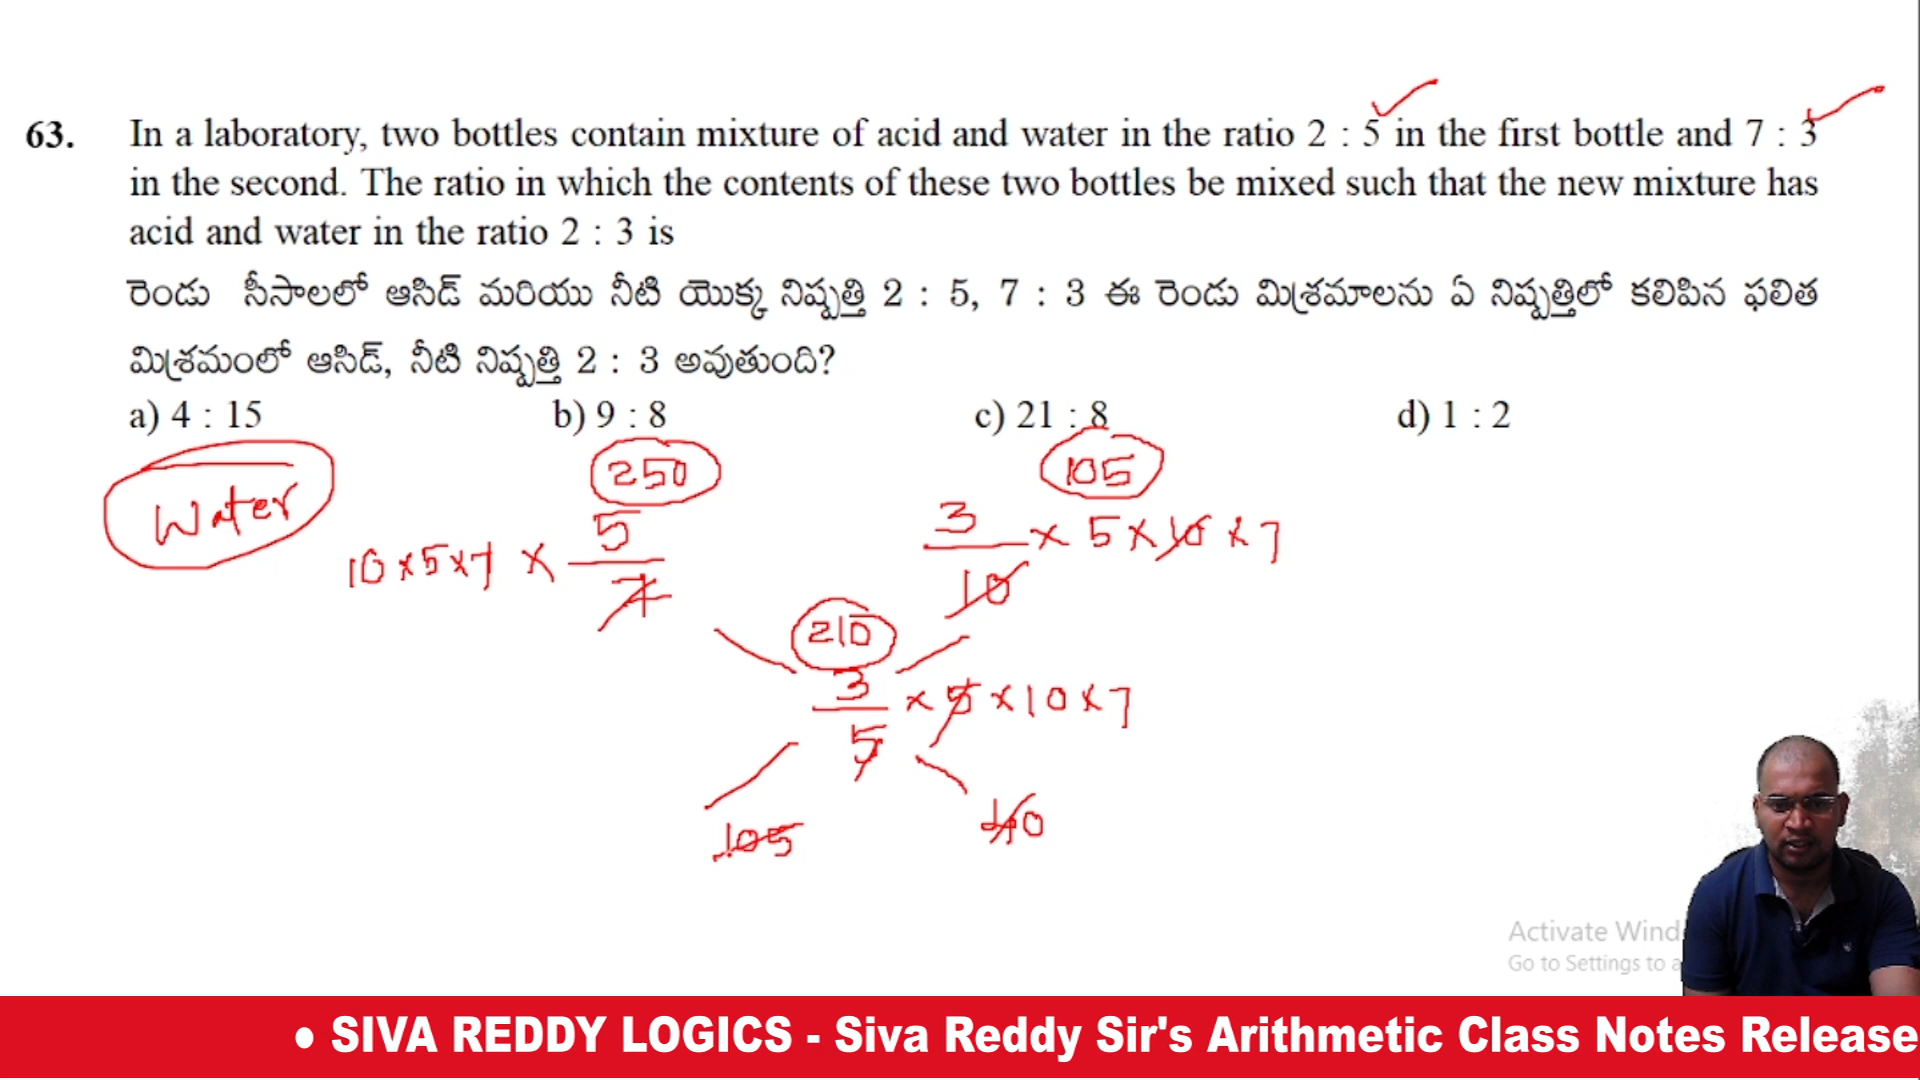 63. In a laboratory, two bottles contain mixture of acid and water in the ratio 2 : 5 in the first bottle and 7 : 3
in the second. The ratio in which the contents of these two bottles be mixed such that the new mixture has
acid and water in the ratio 2 : 3 is
రెండు సీసాలలో ఆసిడ్ మరియు నీటి యొక్క నిష్పత్తి 2 : 5, 7 : 3 ఈ రెండు మిశ్రమాలను ఏ నిష్పత్తిలో కలిపిన ఫలిత
మిశ్రమంలో ఆసిడ్, నీటి నిష్పత్తి 2 : 3 అవుతుంది?
a) 4 : 15 b) 9 : 8 c) 21 : 8 d) 1 : 2
Water
250
105
10 × 5 × 7 × 5/7
3/10 × 5 × 10 × 7
210
3/5 × 5 × 10 × 7
105
40
Activate Wind
Go to Settings to a
• SIVA REDDY LOGICS - Siva Reddy Sir's Arithmetic Class Notes Release